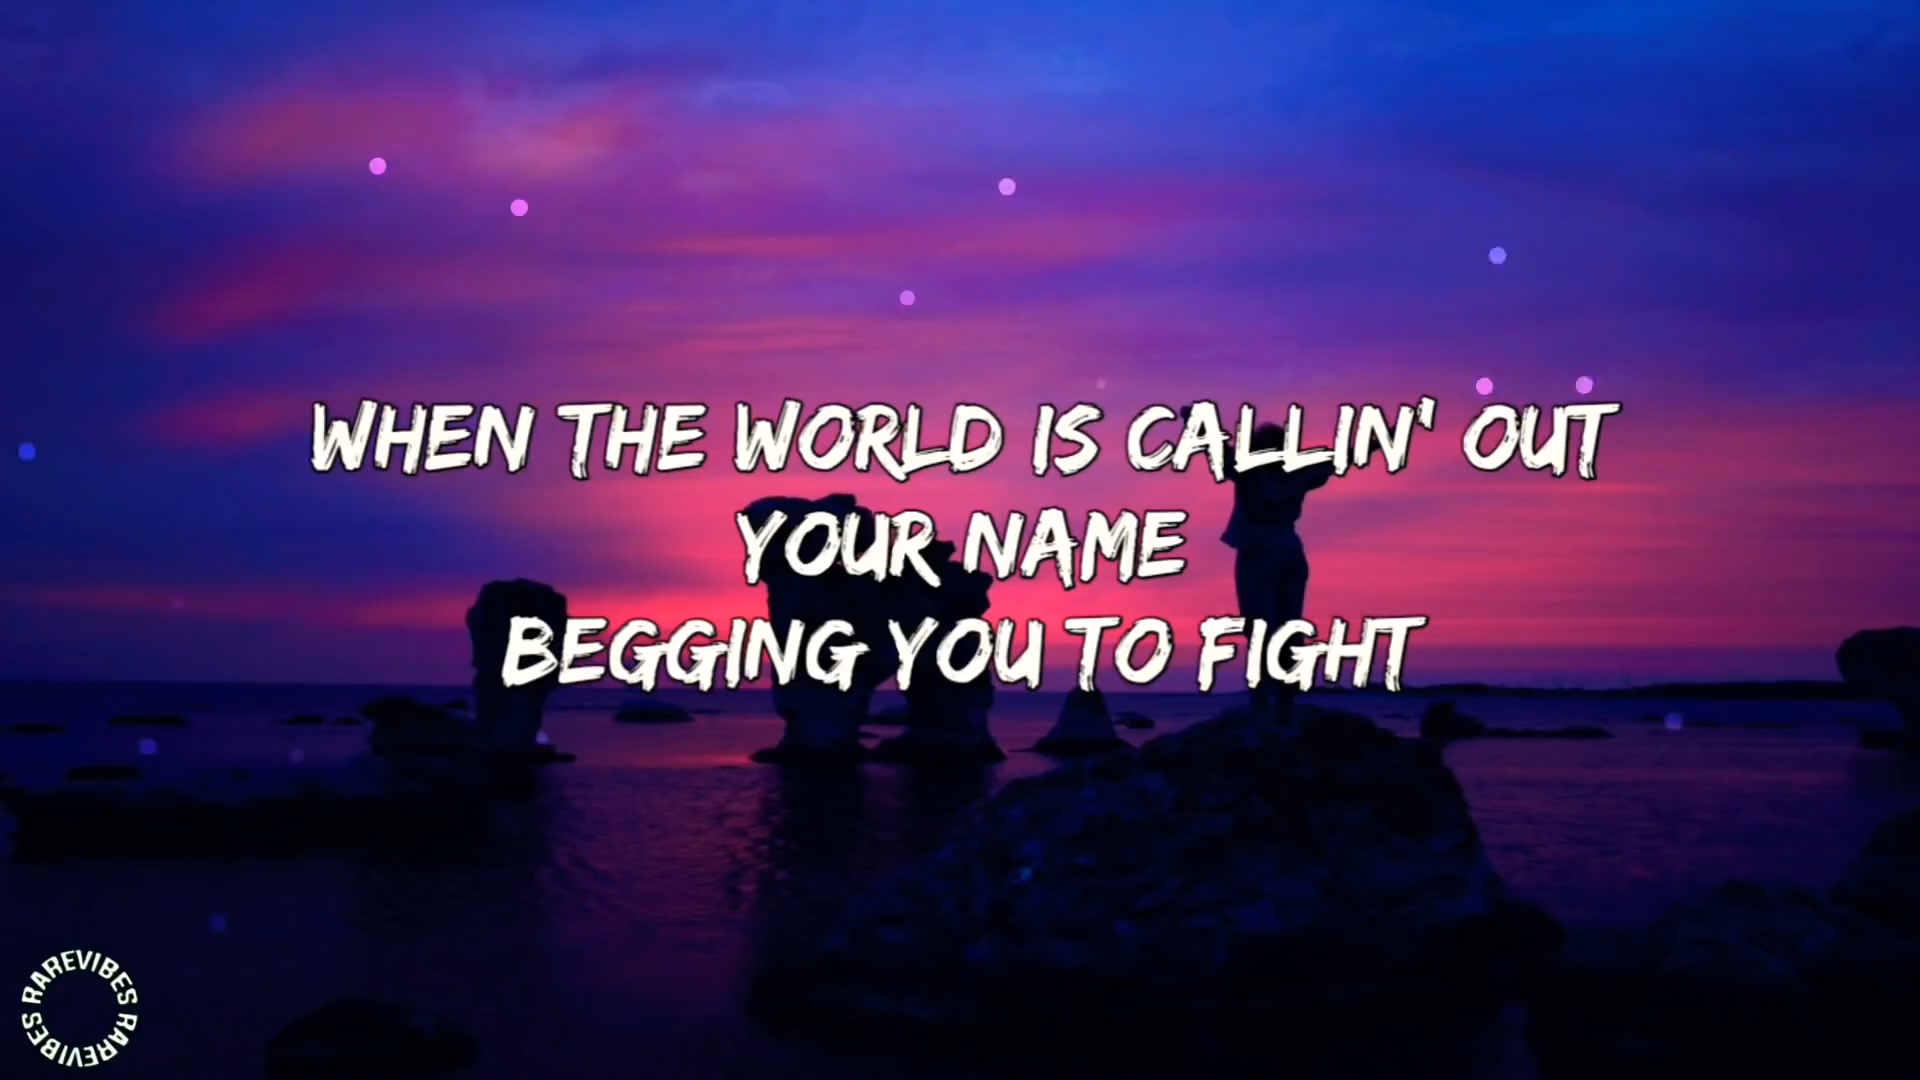 WHEN THE WORLD IS CALLIN' OUT
YOUR NAME
BEGGING YOU TO FIGHT
RAREVIBES RAREVIBES